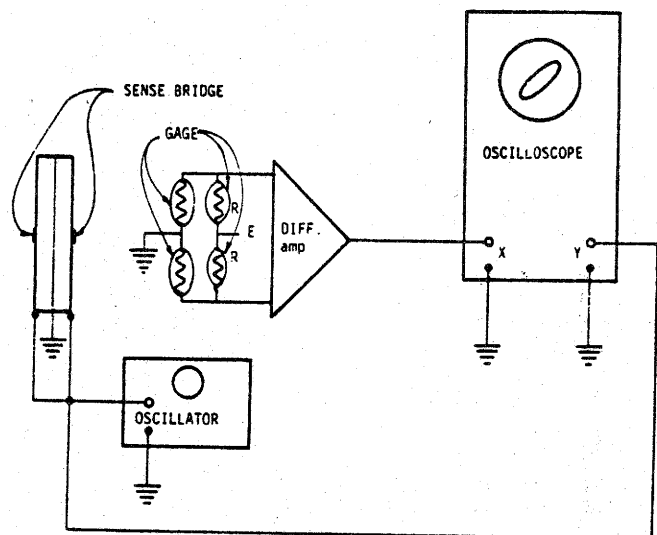 SENSE BRIDGE
GAGE
OSCILLOSCOPE
R
E
R
DIFF.
amp
X
Y
OSCILLATOR